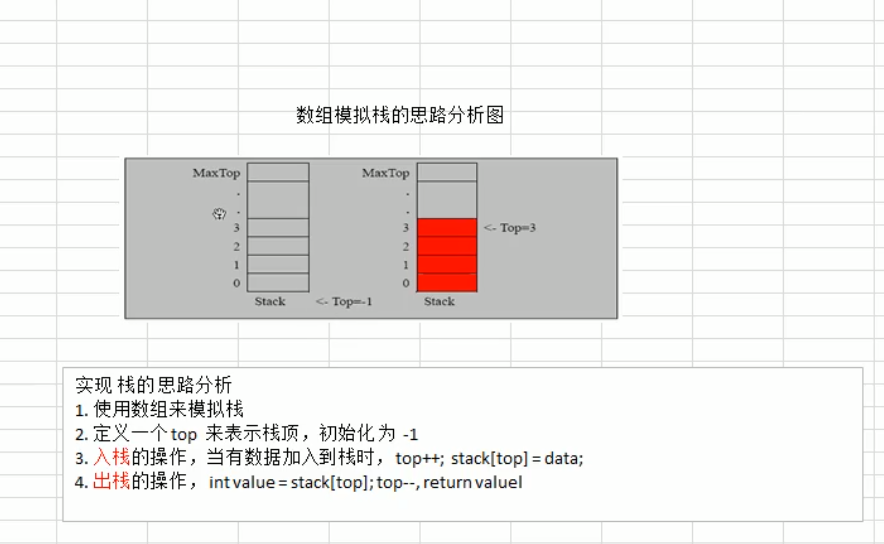 数组模拟栈的思路分析图
MaxTop
.
.
3
2
1
0
Stack
<- Top=-1
MaxTop
.
.
3
2
1
0
Stack
<- Top=3
实现 栈的思路分析
1. 使用数组来模拟栈
2. 定义一个 top 来表示栈顶，初始化为 -1
3. 入栈的操作，当有数据加入到栈时， top++; stack[top] = data;
4. 出栈的操作， int value = stack[top]; top--, return value